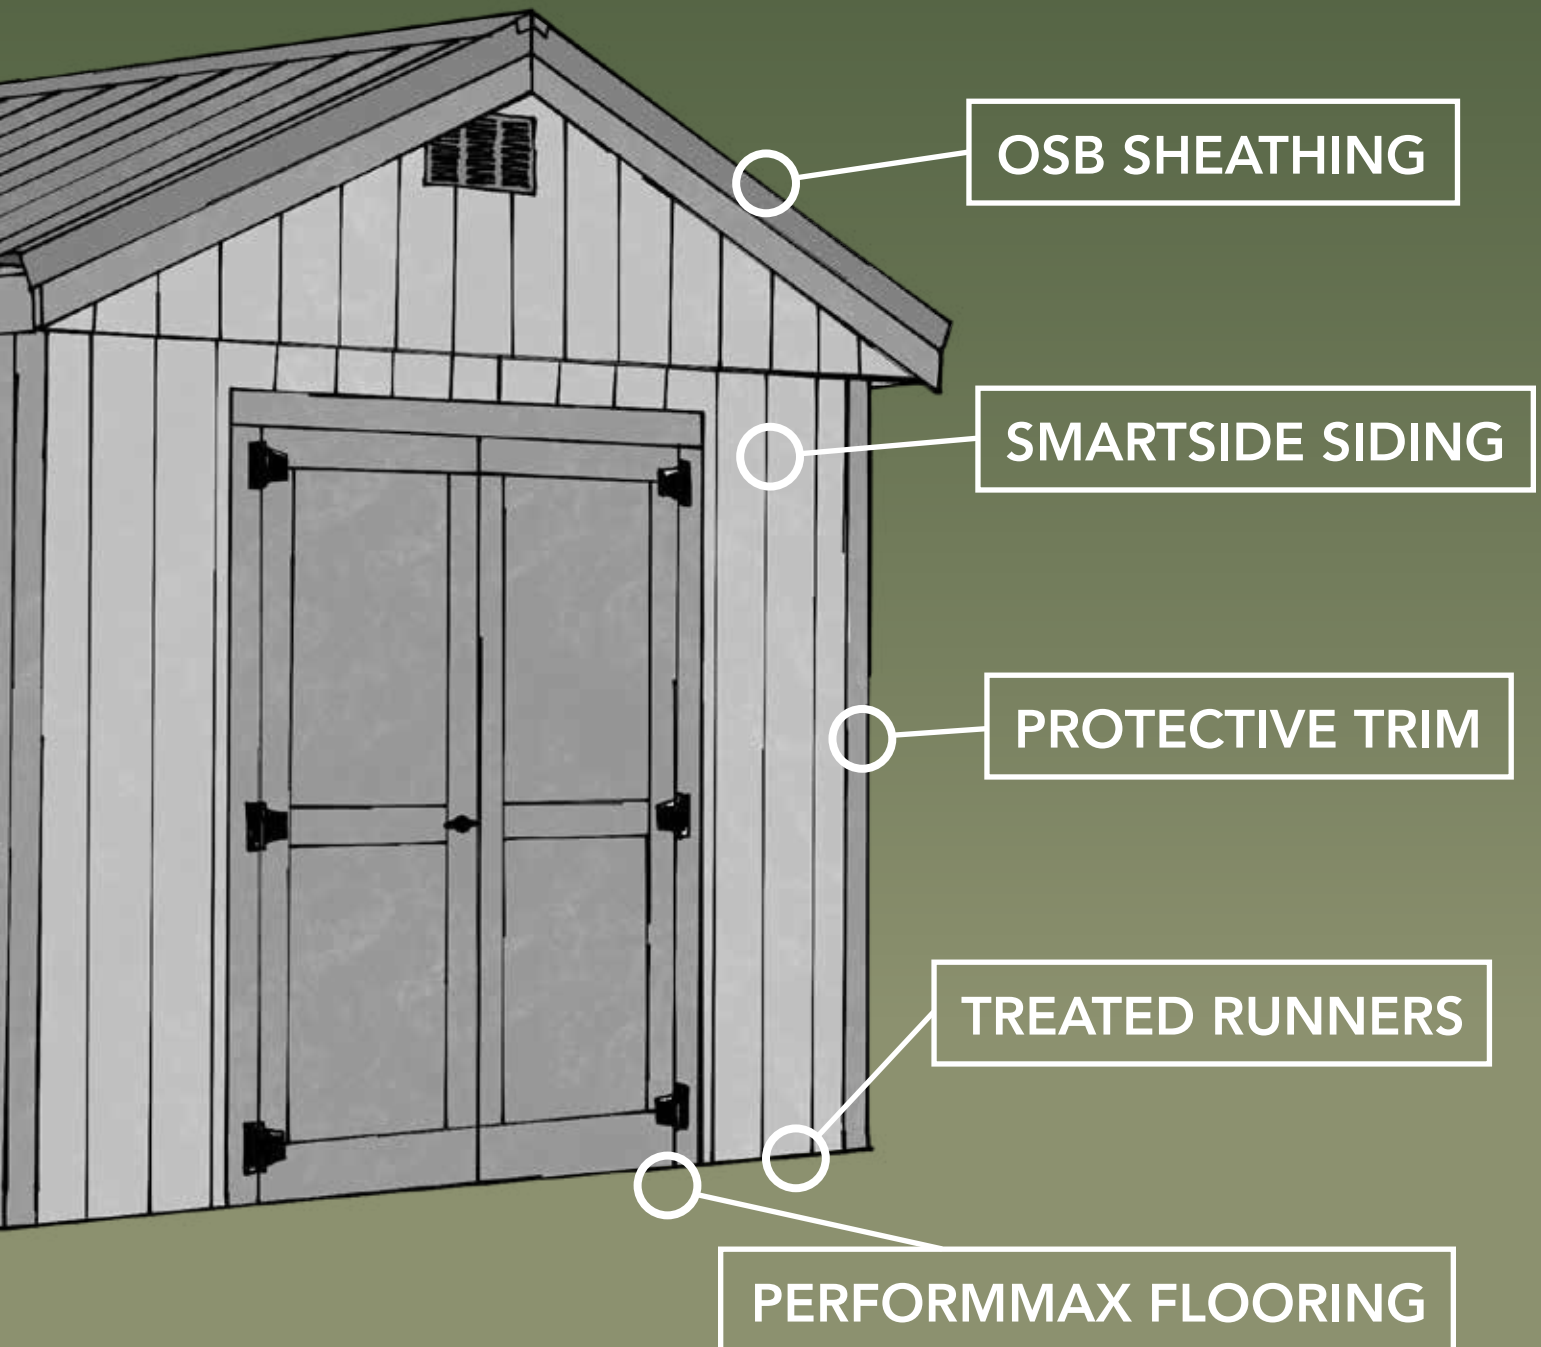 OSB SHEATHING
SMARTSIDE SIDING
PROTECTIVE TRIM
TREATED RUNNERS
PERFORMMAX FLOORING